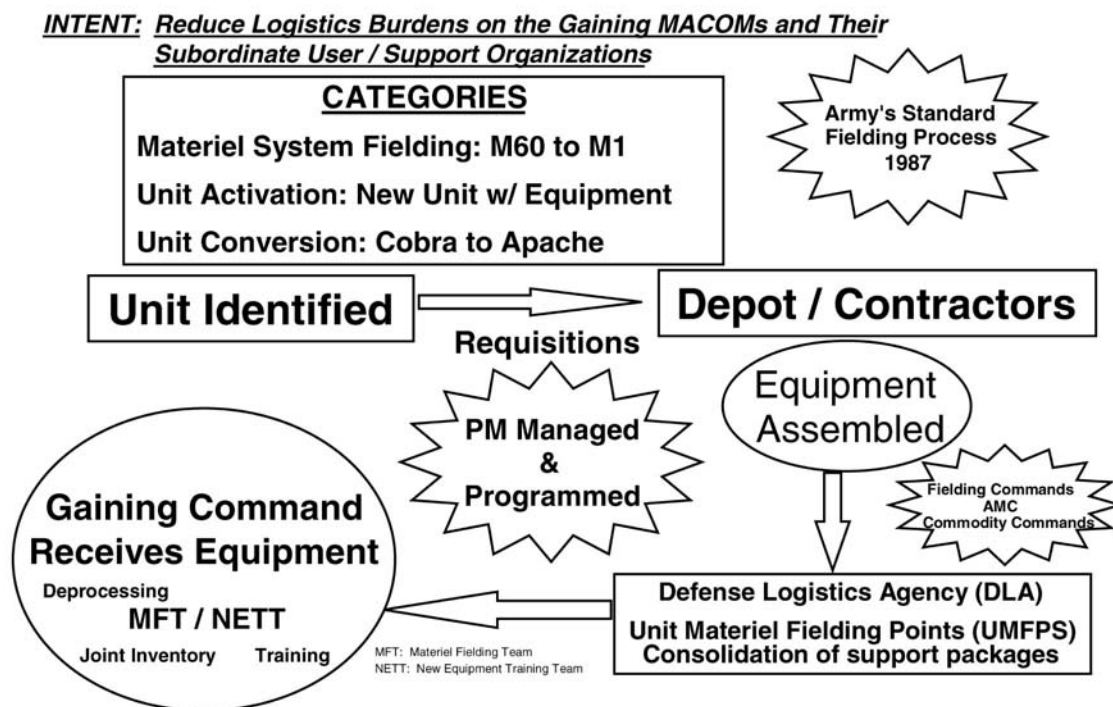 INTENT: Reduce Logistics Burdens on the Gaining MACOMs and Their
Subordinate User / Support Organizations
CATEGORIES
Materiel System Fielding: M60 to M1
Unit Activation: New Unit w/ Equipment
Unit Conversion: Cobra to Apache
Army's Standard
Fielding Process
1987
Unit Identified
Requisitions
Depot / Contractors
PM Managed
&
Programmed
Equipment
Assembled
Fielding Commands
AMC
Commodity Commands
Defense Logistics Agency (DLA)
Unit Materiel Fielding Points (UMFPS)
Consolidation of support packages
Gaining Command
Receives Equipment
Deprocessing
MFT / NETT
Joint Inventory Training
MFT: Materiel Fielding Team
NETT: New Equipment Training Team